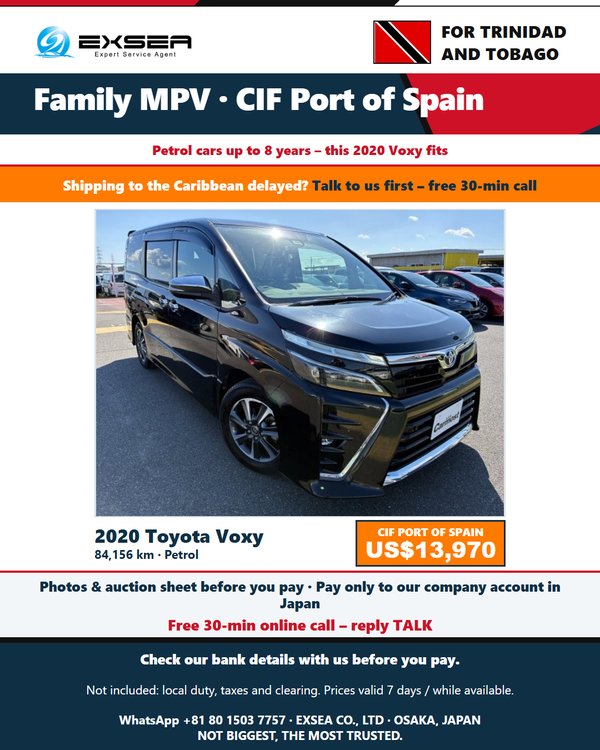 EXSEA
Expert Service Agent
FOR TRINIDAD
AND TOBAGO
Family MPV · CIF Port of Spain
Petrol cars up to 8 years – this 2020 Voxy fits
Shipping to the Caribbean delayed? Talk to us first – free 30-min call
CarMost
2020 Toyota Voxy
84,156 km · Petrol
CIF PORT OF SPAIN
US$13,970
Photos & auction sheet before you pay · Pay only to our company account in
Japan
Free 30-min online call – reply TALK
Check our bank details with us before you pay.
Not included: local duty, taxes and clearing. Prices valid 7 days / while available.
WhatsApp +81 80 1503 7757 · EXSEA CO., LTD · OSAKA, JAPAN
NOT BIGGEST, THE MOST TRUSTED.